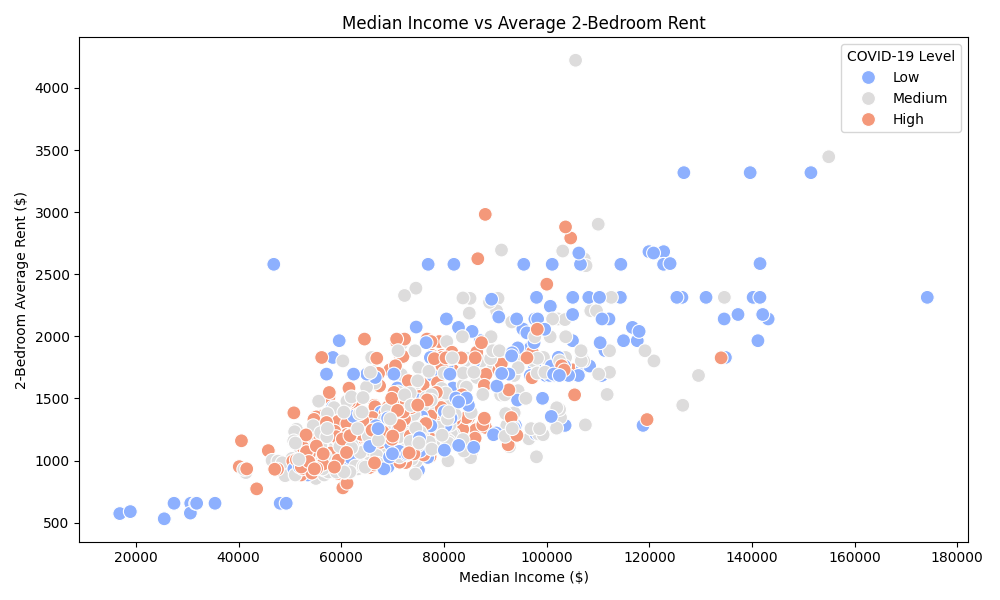 Median Income vs Average 2-Bedroom Rent
COVID-19 Level
Low
Medium
High
2-Bedroom Average Rent ($)
4000
3500
3000
2500
2000
1500
1000
500
20000 40000 60000 80000 100000 120000 140000 160000 180000
Median Income ($)